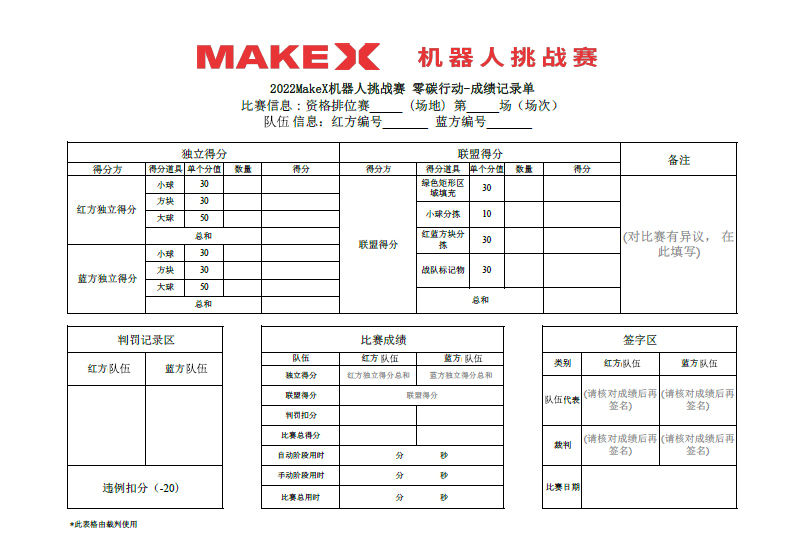 MAKEX 机器人挑战赛
2022MakeX机器人挑战赛 零碳行动-成绩记录单
比赛信息：资格排位赛_____ (场地) 第_____场（场次）
队伍 信息：红方编号_______ 蓝方编号_______
独立得分 联盟得分 备注
得分方 得分道具 单个分值 数量 得分 得分方 得分道具 单个分值 数量 得分
红方独立得分
小球 30
方块 30
大球 50
总和
蓝方独立得分
小球 30
方块 30
大球 50
总和
联盟得分
绿色矩形区
域填充 30
小球分拣 10
红蓝方块分
拣 30
战队标记物 30
总和
(对比赛有异议， 在
此填写)
判罚记录区
红方队伍 蓝方队伍
违例扣分（-20）
比赛成绩
队伍 红方队伍 蓝方队伍
独立得分 红方独立得分总和 蓝方独立得分总和
联盟得分 联盟得分
判罚扣分
比赛总得分
自动阶段用时 分 秒
手动阶段用时 分 秒
比赛总用时 分 秒
签字区
类别 红方队伍 蓝方队伍
队伍代表 (请核对成绩后再
签名) (请核对成绩后再
签名)
裁判 (请核对成绩后再
签名) (请核对成绩后再
签名)
比赛日期
*此表格由裁判使用